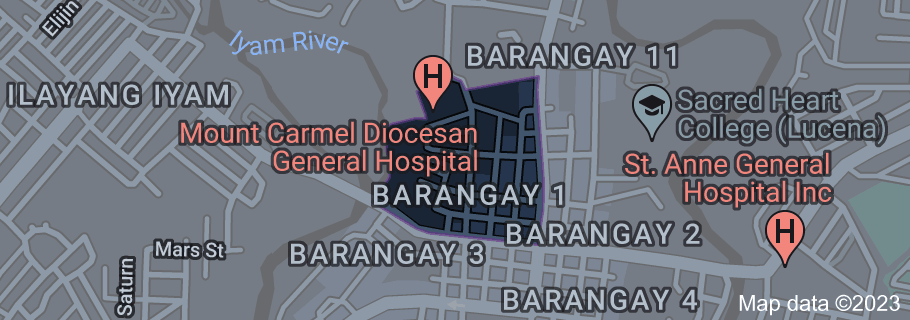 Elijin
Iyam River
BARANGAY 11
H
ILAYANG IYAM
Sacred Heart
College (Lucena)
Mount Carmel Diocesan
General Hospital
St. Anne General
Hospital Inc
BARANGAY 1
H
BARANGAY 2
Mars St
BARANGAY 3
Saturn
BARANGAY 4
Map data ©2023